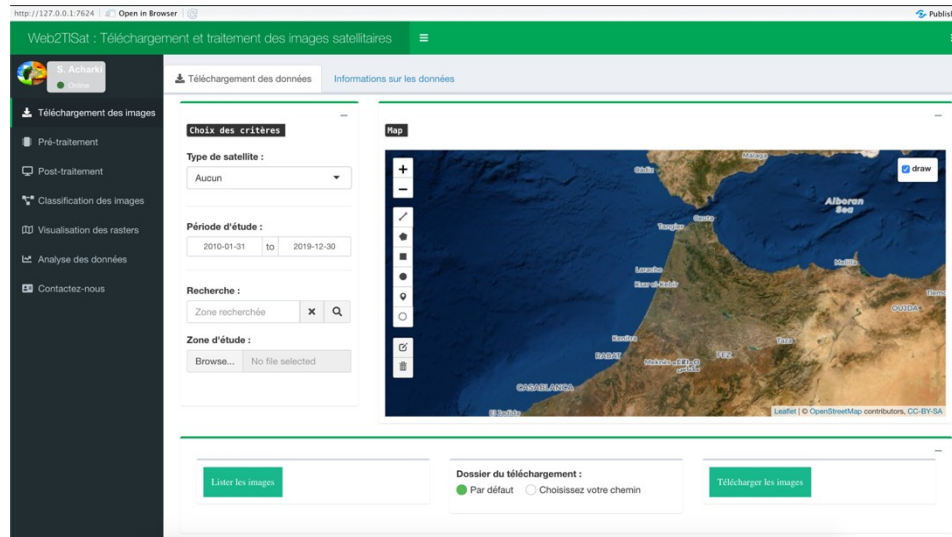 http://127.0.0.1:7624
Open in Browser
Publish
Web2TISat : Téléchargement et traitement des images satellitaires
S. Acharki
Online
Téléchargement des images
Pré-traitement
Post-traitement
Classification des images
Visualisation des rasters
Analyse des données
Contactez-nous
Téléchargement des données
Informations sur les données
Choix des critères
Type de satellite :
Aucun
Période d'étude :
2010-01-31 to 2019-12-30
Recherche :
Zone recherchée
Zone d'étude :
Browse... No file selected
Map
draw
Málaga
Cádiz
Alboran
Sea
Ceuta
Tangier
Melilla
Larache
Ksar el-Kebir
OUJDA
Kenitra
Taza
RABAT
FEZ
CASABLANCA
El Jadida
Leaflet | © OpenStreetMap contributors, CC-BY-SA
Lister les images
Dossier du téléchargement :
Par défaut
Choisissez votre chemin
Télécharger les images